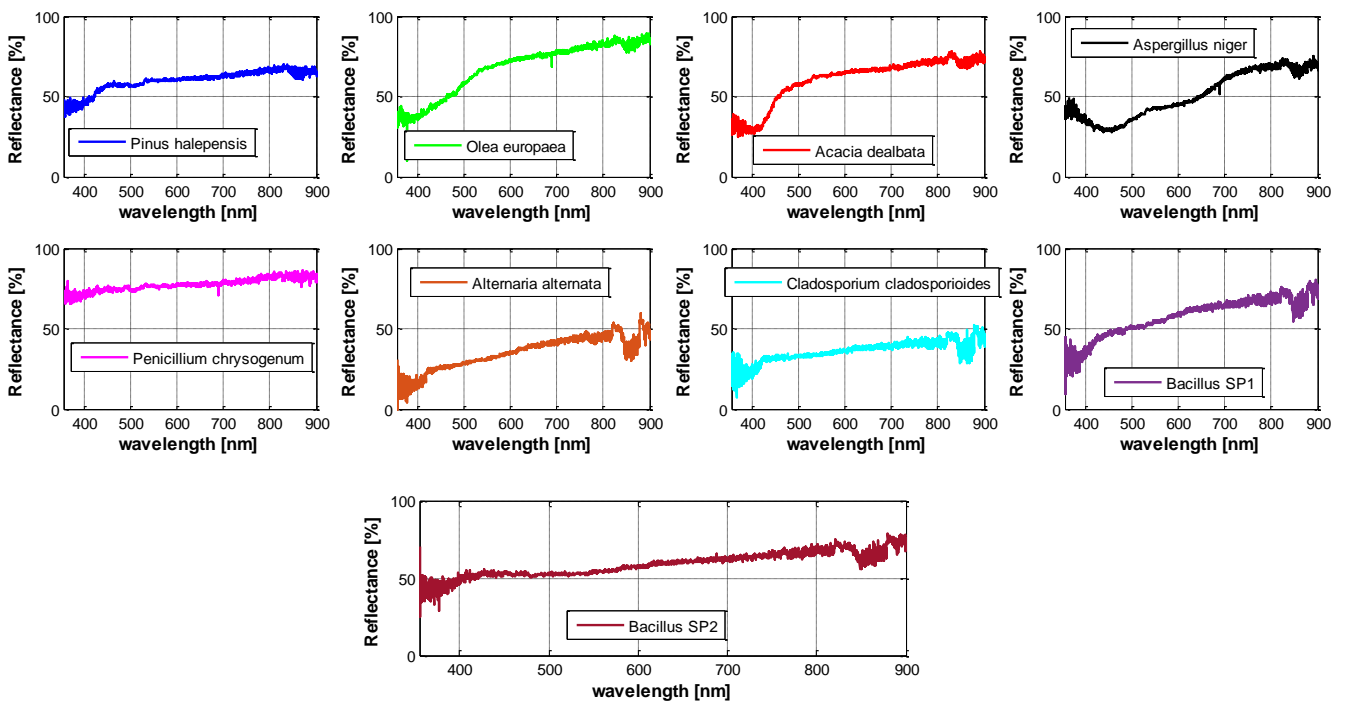 Reflectance [%]
100
50
0
Pinus halepensis
400 500 600 700 800 900
wavelength [nm]
Reflectance [%]
100
50
0
Olea europaea
400 500 600 700 800 900
wavelength [nm]
Reflectance [%]
100
50
0
Acacia dealbata
400 500 600 700 800 900
wavelength [nm]
Reflectance [%]
100
50
0
Aspergillus niger
400 500 600 700 800 900
wavelength [nm]
Reflectance [%]
100
50
0
Penicillium chrysogenum
400 500 600 700 800 900
wavelength [nm]
Reflectance [%]
100
50
0
Alternaria alternata
400 500 600 700 800 900
wavelength [nm]
Reflectance [%]
100
50
0
Cladosporium cladosporioides
400 500 600 700 800 900
wavelength [nm]
Reflectance [%]
100
50
0
Bacillus SP1
400 500 600 700 800 900
wavelength [nm]
Reflectance [%]
100
50
0
Bacillus SP2
400 500 600 700 800 900
wavelength [nm]